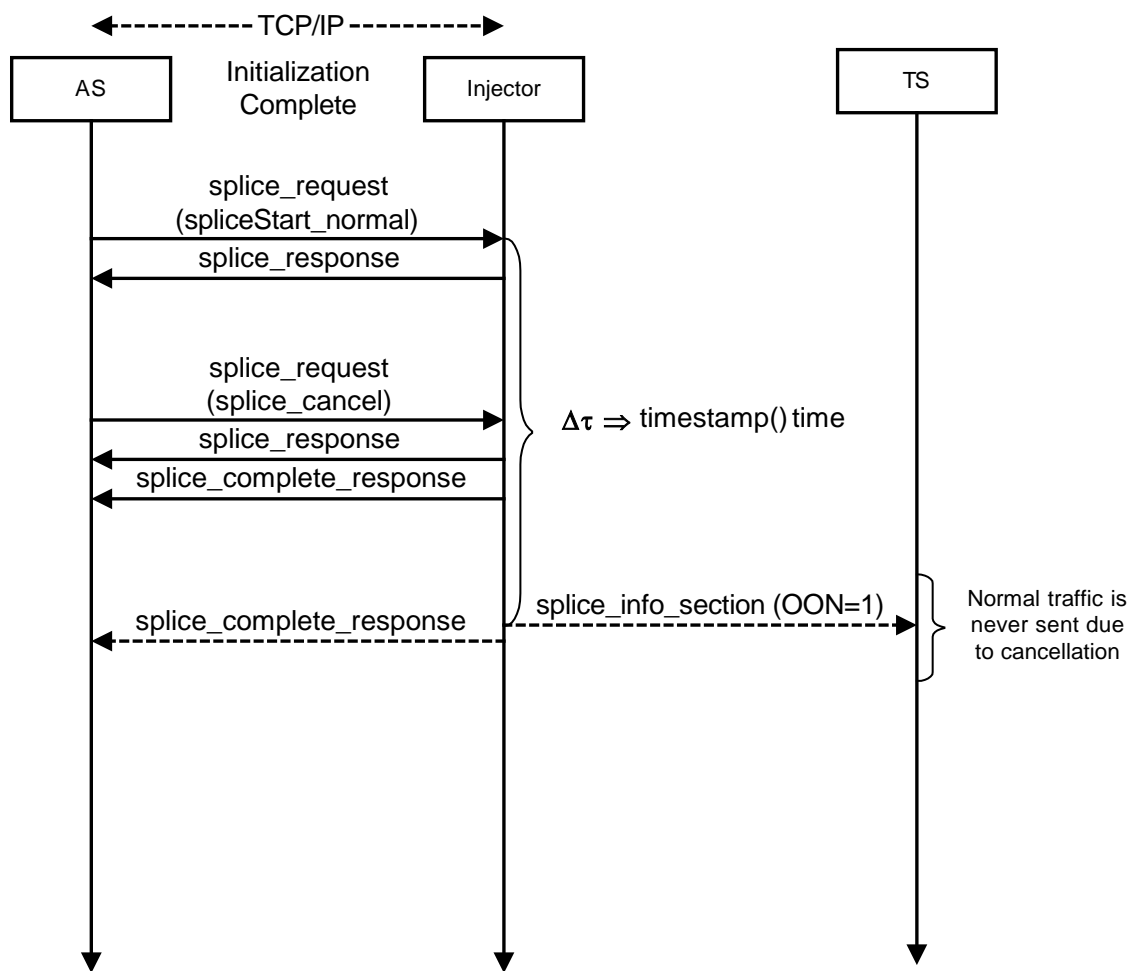 TCP/IP
AS
Initialization
Complete
Injector
TS
splice_request
(spliceStart_normal)
splice_response
splice_request
(splice_cancel)
Δτ ⇒ timestamp() time
splice_response
splice_complete_response
splice_info_section (OON=1)
splice_complete_response
Normal traffic is
never sent due
to cancellation